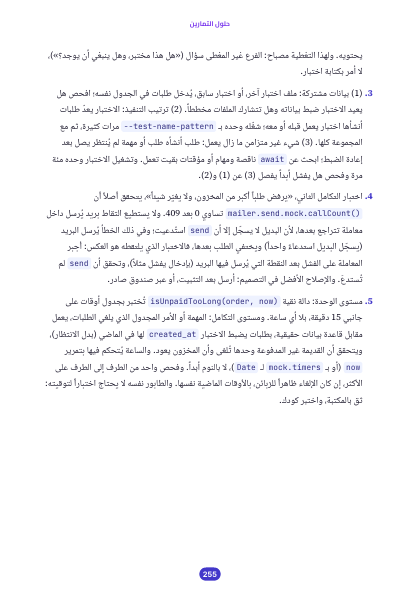 حلول التمارين
يحتويه. ولهذا التغطية مصباح: الفرع غير المغطى سؤال («هل هذا مختبر، وهل ينبغي أن يوجد؟»)،
لا أمر بكتابة اختبار.
3. (1) بيانات مشتركة: ملف اختبار آخر، أو اختبار سابق، يُدخل طلبات في الجدول نفسه؛ افحص هل
يعيد الاختبار ضبط بياناته وهل تتشارك الملفات مخططاً. (2) ترتيب التنفيذ: الاختبار يعدّ طلبات
أنشأها اختبار يعمل قبله أو معه؛ شغّله وحده بـ --test-name-pattern مرات كثيرة، ثم مع
المجموعة كلها. (3) شيء غير متزامن ما زال يعمل: طلب أنشأه طلب أو مهمة لم يُنتظر يصل بعد
إعادة الضبط؛ ابحث عن await ناقصة ومهام أو مؤقتات بقيت تعمل. وتشغيل الاختبار وحده مئة
مرة وفحص هل يفشل أبداً يفصل (3) عن (1) و(2).
4. اختبار التكامل الثاني، «يرفض طلباً أكبر من المخزون، ولا يغيّر شيئاً»، يتحقق أصلاً أن
mailer.send.mock.callCount() تساوي 0 بعد 409. ولا يستطيع التقاط بريد يُرسل داخل
معاملة تتراجع بعدها، لأن البديل لا يسجّل إلا أن send استُدعيت؛ وفي ذلك الخطأ يُرسل البريد
(يسجّل البديل استدعاءً واحداً) ويختفي الطلب بعدها، فالاختبار الذي يلتقطه هو العكس: أجبر
المعاملة على الفشل بعد النقطة التي يُرسل فيها البريد (بإدخال يفشل مثلاً)، وتحقق أن send لم
تُستدعَ. والإصلاح الأفضل في التصميم: أرسل بعد التثبيت، أو عبر صندوق صادر.
5. مستوى الوحدة: دالة نقية isUnpaidTooLong(order, now) تُختبر بجدول أوقات على
جانبي 15 دقيقة، بلا أي ساعة. ومستوى التكامل: المهمة أو الأمر المجدول الذي يلغي الطلبات، يعمل
مقابل قاعدة بيانات حقيقية، بطلبات يضبط الاختبار created_at لها في الماضي (بدل الانتظار)،
ويتحقق أن القديمة غير المدفوعة وحدها تُلغى وأن المخزون يعود. والساعة يُتحكم فيها بتمرير
now (أو بـ mock.timers لـ Date)، لا بالنوم أبداً. وفحص واحد من الطرف إلى الطرف على
الأكثر، إن كان الإلغاء ظاهراً للزبائن، بالأوقات الماضية نفسها. والطابور نفسه لا يحتاج اختباراً لتوقيته:
ثق بالمكتبة، واختبر كودك.
255